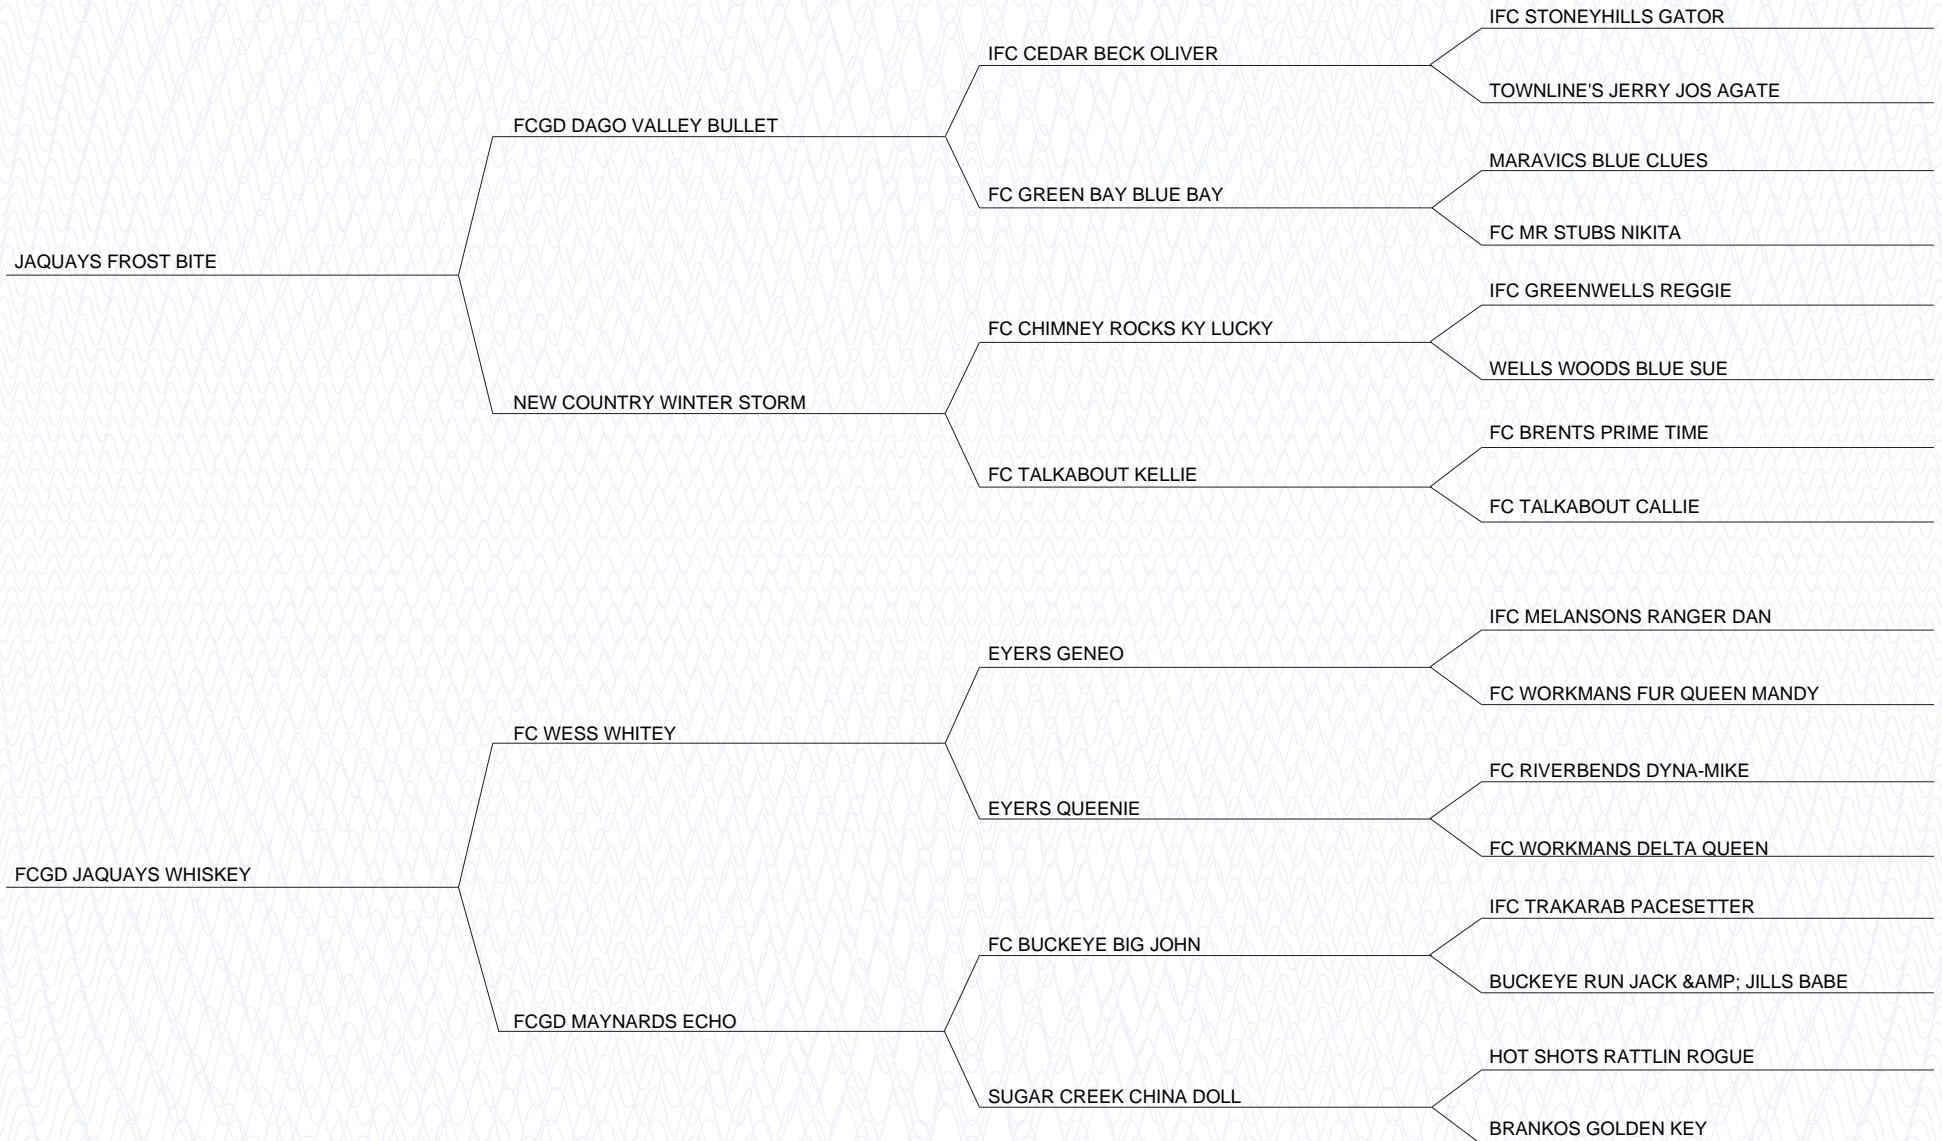 IFC STONEYHILLS GATOR
IFC CEDAR BECK OLIVER
TOWNLINE'S JERRY JOS AGATE
FCGD DAGO VALLEY BULLET
MARAVICS BLUE CLUES
FC GREEN BAY BLUE BAY
FC MR STUBS NIKITA
JAQUAYS FROST BITE
IFC GREENWELLS REGGIE
FC CHIMNEY ROCKS KY LUCKY
WELLS WOODS BLUE SUE
NEW COUNTRY WINTER STORM
FC BRENTS PRIME TIME
FC TALKABOUT KELLIE
FC TALKABOUT CALLIE
IFC MELANSONS RANGER DAN
EYERS GENEO
FC WORKMANS FUR QUEEN MANDY
FC WESS WHITEY
FC RIVERBENDS DYNA-MIKE
EYERS QUEENIE
FC WORKMANS DELTA QUEEN
FCGD JAQUAYS WHISKEY
IFC TRAKARAB PACESETTER
FC BUCKEYE BIG JOHN
BUCKEYE RUN JACK &AMP; JILLS BABE
FCGD MAYNARDS ECHO
HOT SHOTS RATTLIN ROGUE
SUGAR CREEK CHINA DOLL
BRANKOS GOLDEN KEY